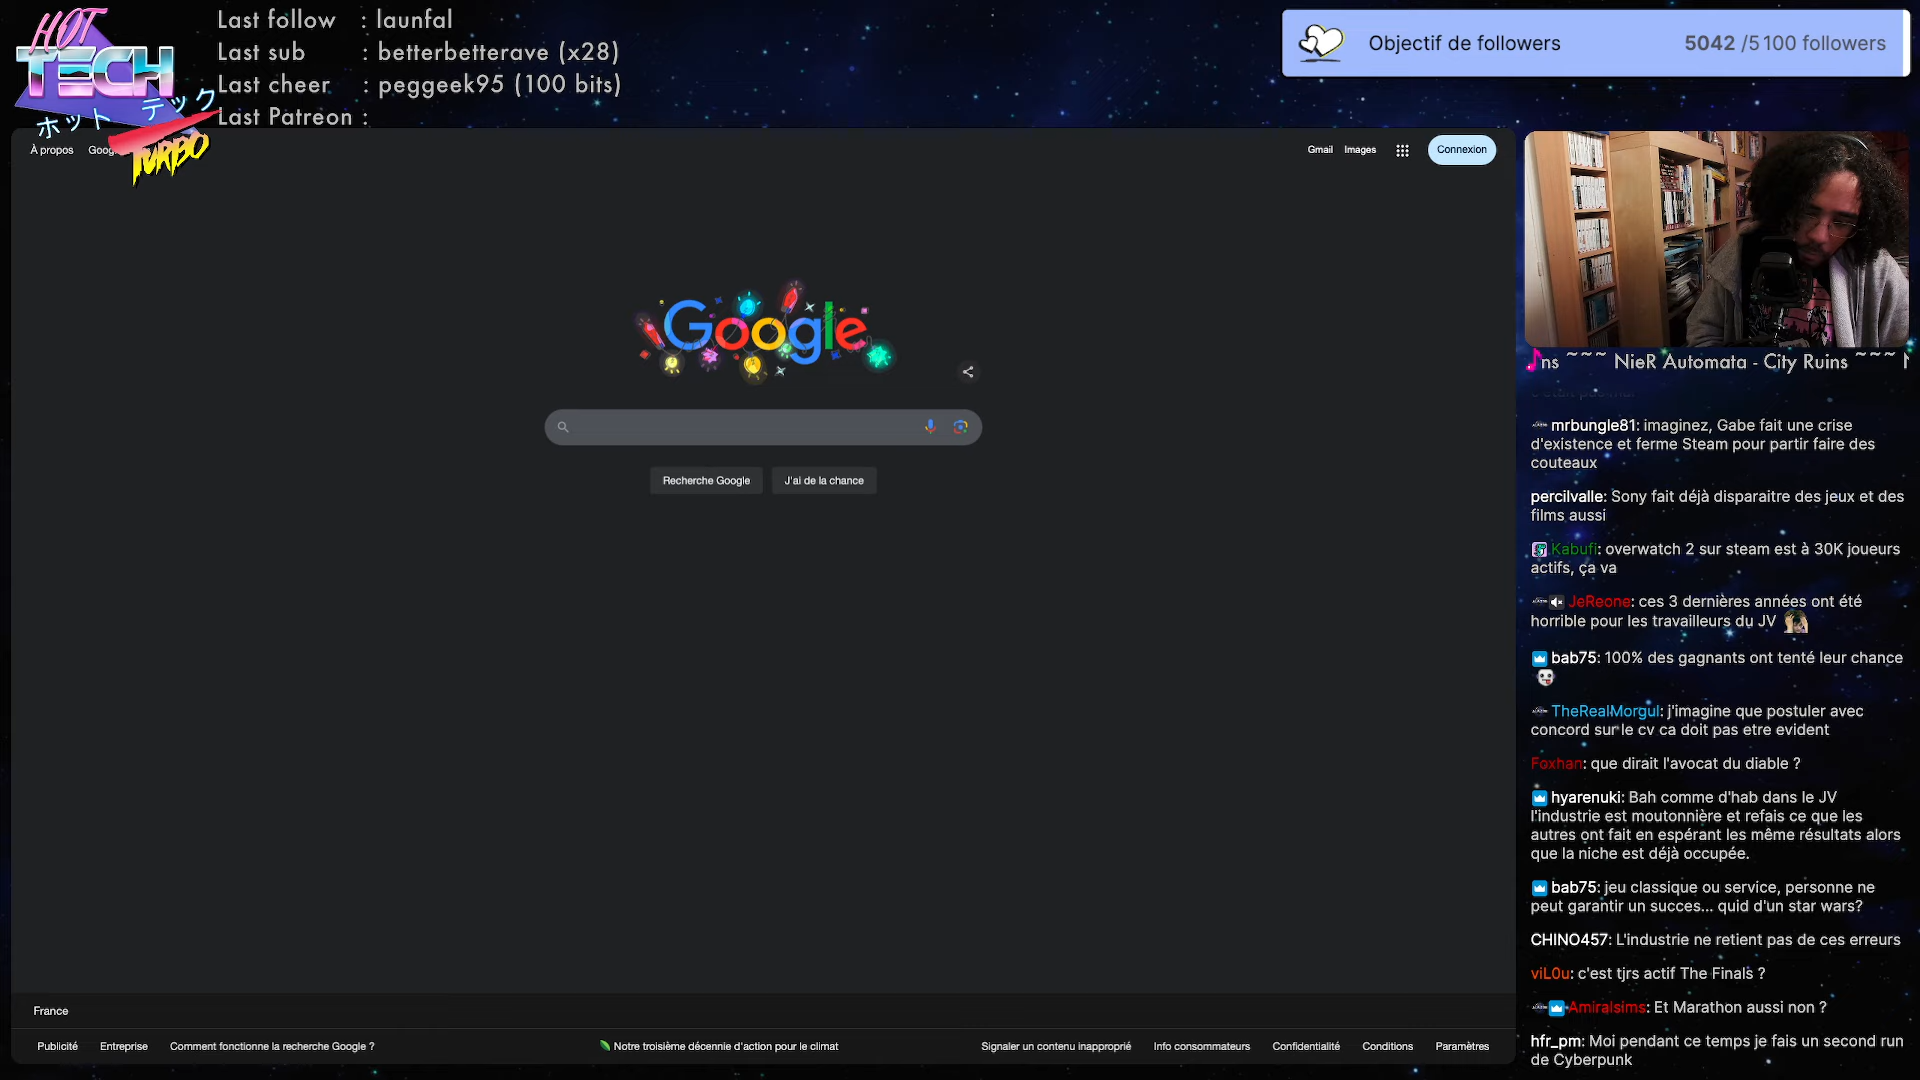 HOT
TECH
ホット テック
TURBO
Last follow : launfal
Last sub : betterbetterave (x28)
Last cheer : peggeek95 (100 bits)
Last Patreon :
Objectif de followers
5042 /5100 followers
À propos
Gmail
Images
Connexion
Google
Recherche Google
J'ai de la chance
NieR Automata - City Ruins ~~~
mrbungle81: imaginez, Gabe fait une crise
d'existence et ferme Steam pour partir faire des
couteaux
percilvalle: Sony fait déjà disparaitre des jeux et des
films aussi
Kabufi: overwatch 2 sur steam est à 30K joueurs
actifs, ça va
JeReone: ces 3 dernières années ont été
horrible pour les travailleurs du JV
bab75: 100% des gagnants ont tenté leur chance
TheRealMorgul: j'imagine que postuler avec
concord sur le cv ca doit pas etre evident
Foxhan: que dirait l'avocat du diable ?
hyarenuki: Bah comme d'hab dans le JV
l'industrie est moutonnière et refais ce que les
autres ont fait en espérant les même résultats alors
que la niche est déjà occupée.
bab75: jeu classique ou service, personne ne
peut garantir un succes... quid d'un star wars?
CHINO457: L'industrie ne retient pas de ces erreurs
viL0u: c'est tjrs actif The Finals ?
Amiralsims: Et Marathon aussi non ?
hfr_pm: Moi pendant ce temps je fais un second run
de Cyberpunk
France
Publicité
Entreprise
Comment fonctionne la recherche Google ?
Notre troisième décennie d'action pour le climat
Signaler un contenu inapproprié
Info consommateurs
Confidentialité
Conditions
Paramètres